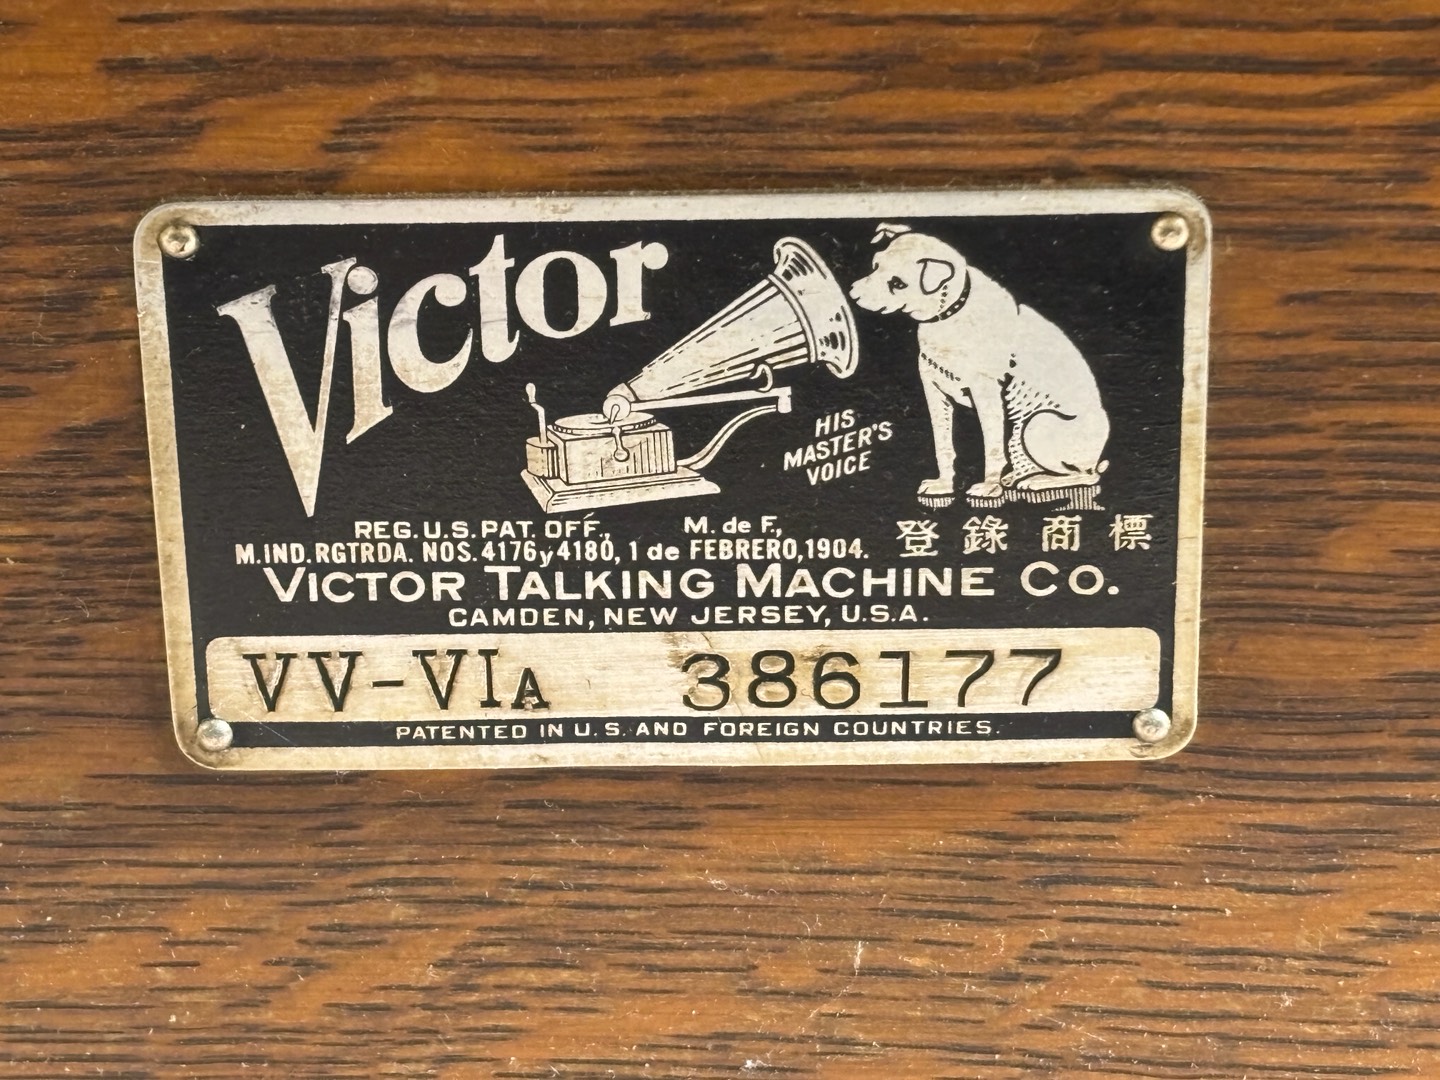 Victor
HIS
MASTER'S
VOICE
REG. U.S. PAT. OFF., M. de F.,
M. IND. RGTRDA. NOS. 4176 y 4180, 1 de FEBRERO, 1904.
登錄商標
VICTOR TALKING MACHINE CO.
CAMDEN, NEW JERSEY, U.S.A.
VV-VIA 386177
PATENTED IN U.S. AND FOREIGN COUNTRIES.